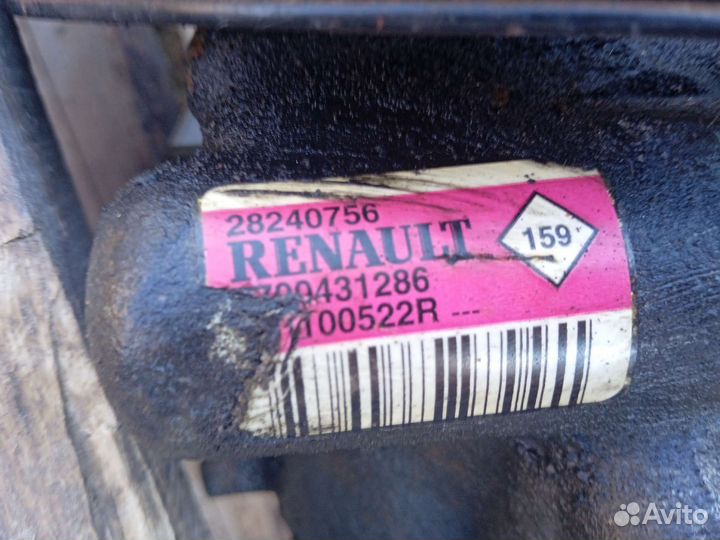 28240756
RENAULT
159
700431286
100522R ---
Avito